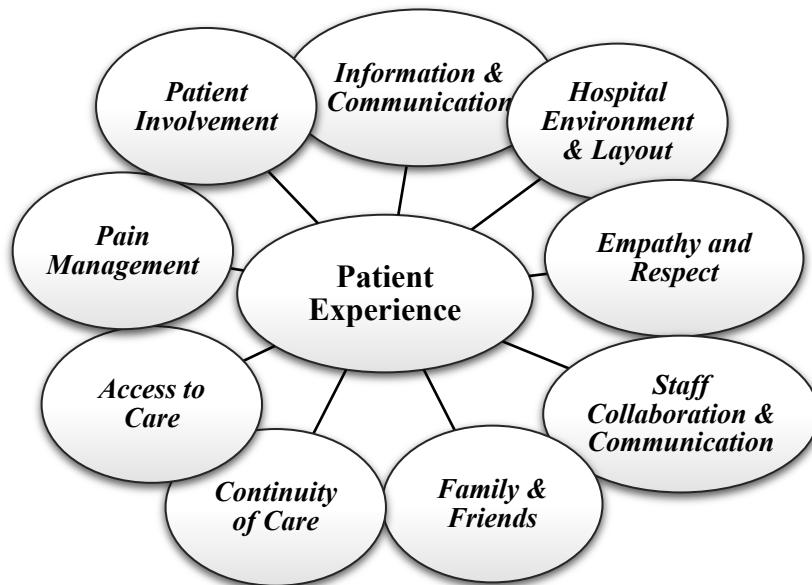 Information &
Communication
Patient
Involvement
Hospital
Environment
& Layout
Pain
Management
Empathy and
Respect
Patient
Experience
Access to
Care
Staff
Collaboration &
Communication
Continuity
of Care
Family &
Friends